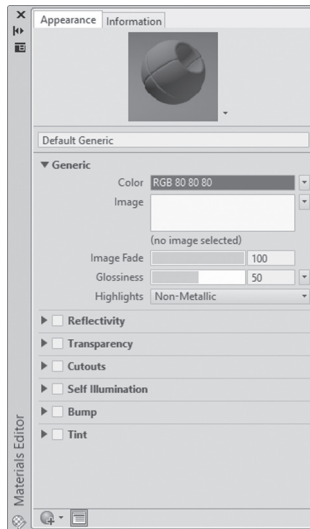 Appearance
Information
Default Generic
Generic
Color RGB 80 80 80
Image
(no image selected)
Image Fade 100
Glossiness 50
Highlights Non-Metallic
Reflectivity
Transparency
Cutouts
Self Illumination
Bump
Tint
Materials Editor